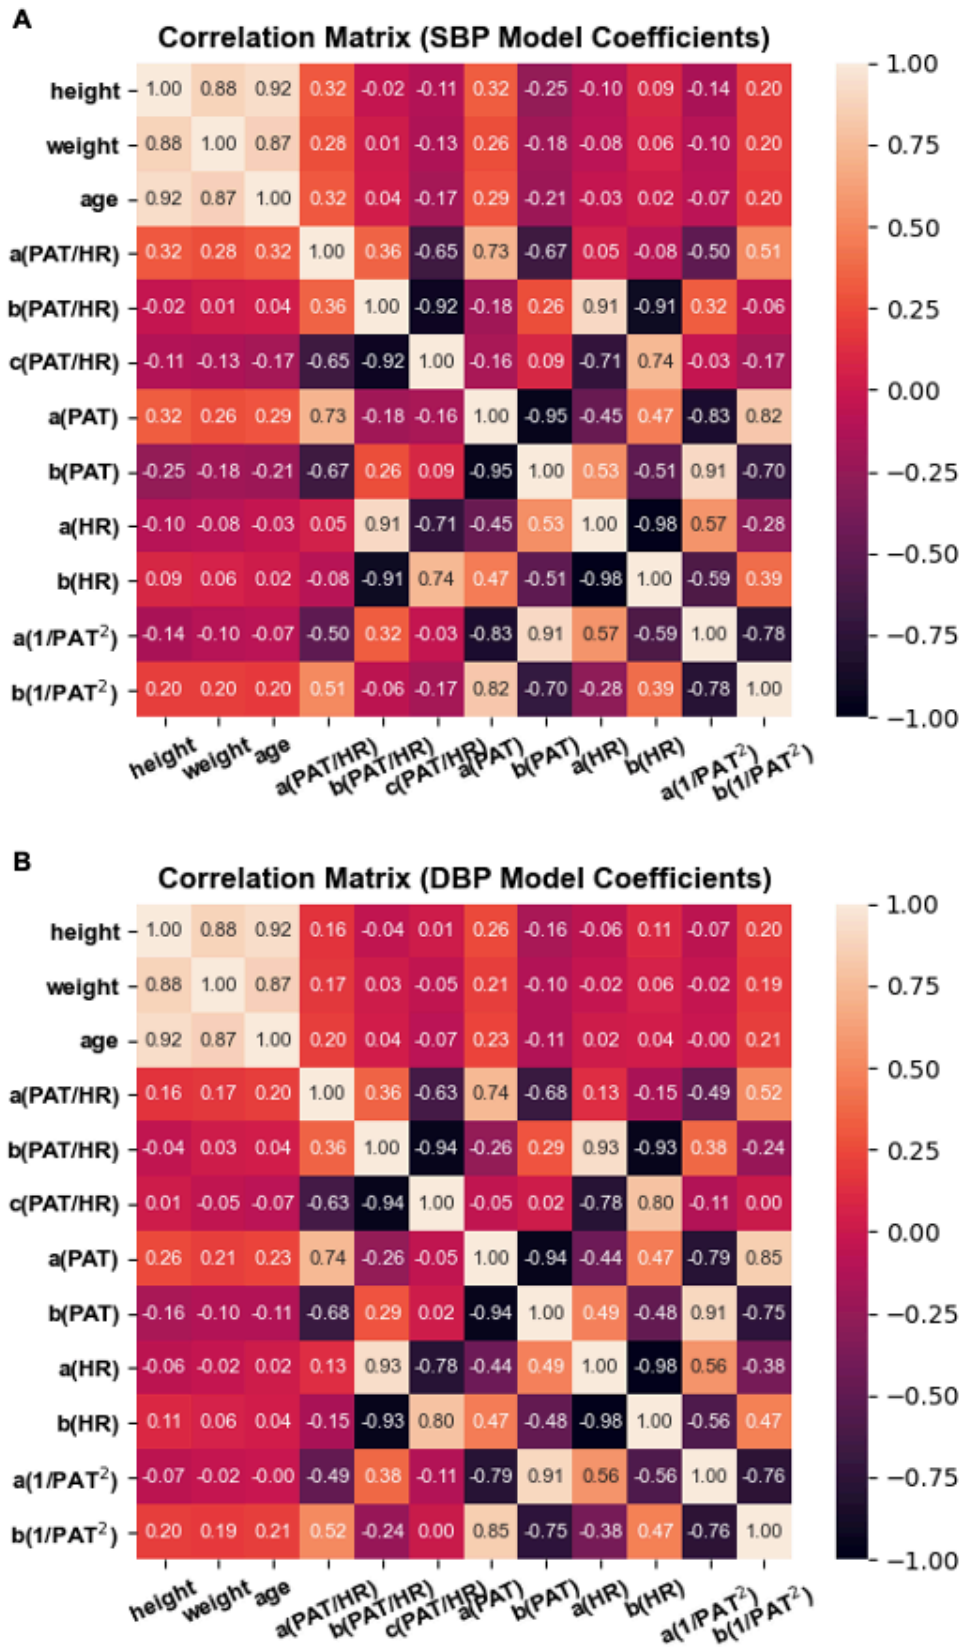 A
Correlation Matrix (SBP Model Coefficients)
height 1.00 0.88 0.92 0.32 -0.02 -0.11 0.32 -0.25 -0.10 0.09 -0.14 0.20
weight 0.88 1.00 0.87 0.28 0.01 -0.13 0.26 -0.18 -0.08 0.06 -0.10 0.20
age 0.92 0.87 1.00 0.32 0.04 -0.17 0.29 -0.21 -0.03 0.02 -0.07 0.20
a(PAT/HR) 0.32 0.28 0.32 1.00 0.36 -0.65 0.73 -0.67 0.05 -0.08 -0.50 0.51
b(PAT/HR) -0.02 0.01 0.04 0.36 1.00 -0.92 -0.18 0.26 0.91 -0.91 0.32 -0.06
c(PAT/HR) -0.11 -0.13 -0.17 -0.65 -0.92 1.00 -0.16 0.09 -0.71 0.74 -0.03 -0.17
a(PAT) 0.32 0.26 0.29 0.73 -0.18 -0.16 1.00 -0.95 -0.45 0.47 -0.83 0.82
b(PAT) -0.25 -0.18 -0.21 -0.67 0.26 0.09 -0.95 1.00 0.53 -0.51 0.91 -0.70
a(HR) -0.10 -0.08 -0.03 0.05 0.91 -0.71 -0.45 0.53 1.00 -0.98 0.57 -0.28
b(HR) 0.09 0.06 0.02 -0.08 -0.91 0.74 0.47 -0.51 -0.98 1.00 -0.59 0.39
a(1/PAT²) -0.14 -0.10 -0.07 -0.50 0.32 -0.03 -0.83 0.91 0.57 -0.59 1.00 -0.78
b(1/PAT²) 0.20 0.20 0.20 0.51 -0.06 -0.17 0.82 -0.70 -0.28 0.39 -0.78 1.00
height weight age a(PAT/HR) b(PAT/HR) c(PAT/HR) a(PAT) b(PAT) a(HR) b(HR) a(1/PAT²) b(1/PAT²)
1.00
0.75
0.50
0.25
0.00
−0.25
−0.50
−0.75
−1.00
B
Correlation Matrix (DBP Model Coefficients)
height 1.00 0.88 0.92 0.16 -0.04 0.01 0.26 -0.16 -0.06 0.11 -0.07 0.20
weight 0.88 1.00 0.87 0.17 0.03 -0.05 0.21 -0.10 -0.02 0.06 -0.02 0.19
age 0.92 0.87 1.00 0.20 0.04 -0.07 0.23 -0.11 0.02 0.04 -0.00 0.21
a(PAT/HR) 0.16 0.17 0.20 1.00 0.36 -0.63 0.74 -0.68 0.13 -0.15 -0.49 0.52
b(PAT/HR) -0.04 0.03 0.04 0.36 1.00 -0.94 -0.26 0.29 0.93 -0.93 0.38 -0.24
c(PAT/HR) 0.01 -0.05 -0.07 -0.63 -0.94 1.00 -0.05 0.02 -0.78 0.80 -0.11 0.00
a(PAT) 0.26 0.21 0.23 0.74 -0.26 -0.05 1.00 -0.94 -0.44 0.47 -0.79 0.85
b(PAT) -0.16 -0.10 -0.11 -0.68 0.29 0.02 -0.94 1.00 0.49 -0.48 0.91 -0.75
a(HR) -0.06 -0.02 0.02 0.13 0.93 -0.78 -0.44 0.49 1.00 -0.98 0.56 -0.38
b(HR) 0.11 0.06 0.04 -0.15 -0.93 0.80 0.47 -0.48 -0.98 1.00 -0.56 0.47
a(1/PAT²) -0.07 -0.02 -0.00 -0.49 0.38 -0.11 -0.79 0.91 0.56 -0.56 1.00 -0.76
b(1/PAT²) 0.20 0.19 0.21 0.52 -0.24 0.00 0.85 -0.75 -0.38 0.47 -0.76 1.00
height weight age a(PAT/HR) b(PAT/HR) c(PAT/HR) a(PAT) b(PAT) a(HR) b(HR) a(1/PAT²) b(1/PAT²)
1.00
0.75
0.50
0.25
0.00
−0.25
−0.50
−0.75
−1.00